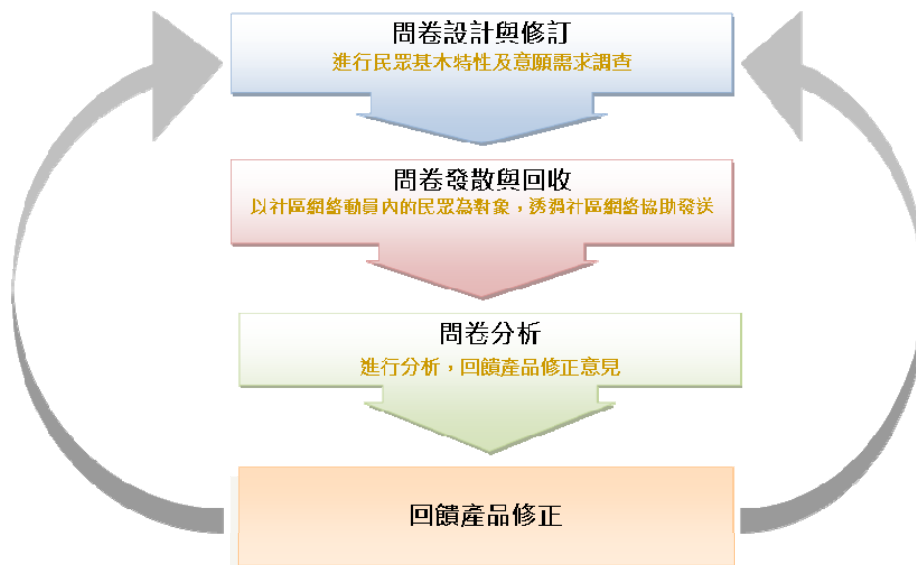 問卷設計與修訂
進行民眾基本特性及意願需求調查
問卷發散與回收
以社區網絡動員內的民眾為對象，透過社區網絡協助發送
問卷分析
進行分析，回饋產品修正意見
回饋產品修正